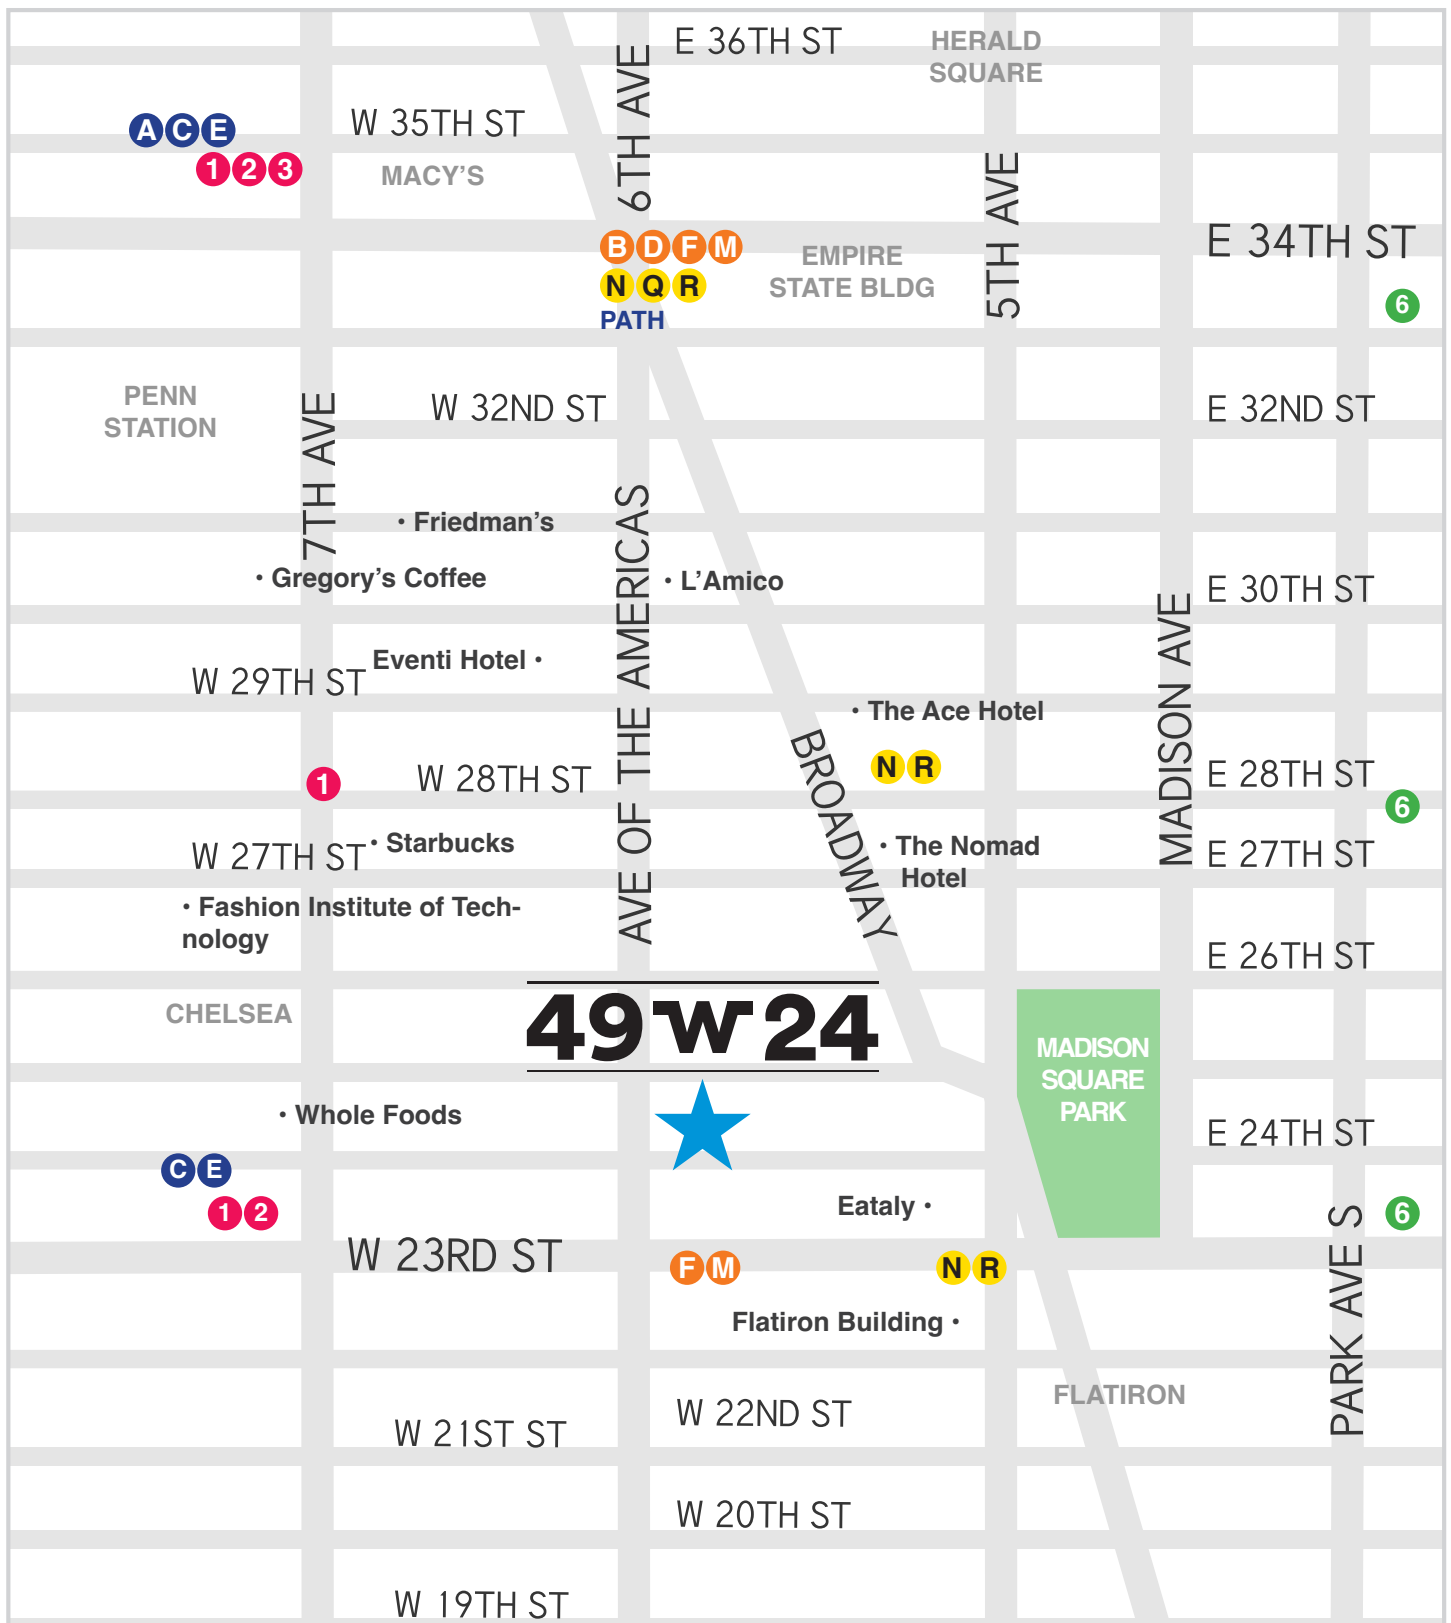 E 36TH ST
HERALD
SQUARE
6TH AVE
A C E
W 35TH ST
1 2 3
MACY'S
5TH AVE
E 34TH ST
B D F M
EMPIRE
STATE BLDG
N Q R
PATH
6
PENN
STATION
7TH AVE
W 32ND ST
E 32ND ST
• Friedman's
• Gregory's Coffee
AVE OF THE AMERICAS
• L'Amico
E 30TH ST
MADISON AVE
Eventi Hotel •
W 29TH ST
• The Ace Hotel
BROADWAY
N R
1
W 28TH ST
E 28TH ST
6
W 27TH ST
• Starbucks
• The Nomad
Hotel
E 27TH ST
• Fashion Institute of Tech-
nology
E 26TH ST
CHELSEA
49 W 24
MADISON
SQUARE
PARK
• Whole Foods
E 24TH ST
C E
1 2
Eataly •
6
PARK AVE S
W 23RD ST
F M
N R
Flatiron Building •
FLATIRON
W 22ND ST
W 21ST ST
W 20TH ST
W 19TH ST